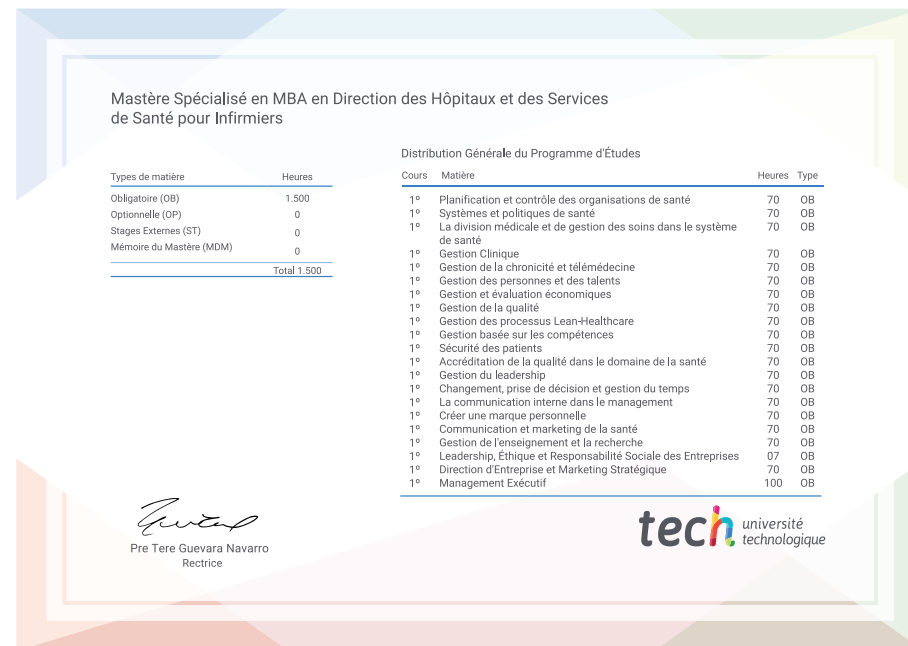 Mastère Spécialisé en MBA en Direction des Hôpitaux et des Services
de Santé pour Infirmiers
Types de matière Heures
Obligatoire (OB) 1.500
Optionnelle (OP) 0
Stages Externes (ST) 0
Mémoire du Mastère (MDM) 0
Total 1.500
Distribution Générale du Programme d'Études
Cours Matière Heures Type
1º Planification et contrôle des organisations de santé 70 OB
1º Systèmes et politiques de santé 70 OB
1º La division médicale et de gestion des soins dans le système 70 OB
de santé
1º Gestion Clinique 70 OB
1º Gestion de la chronicité et télémédecine 70 OB
1º Gestion des personnes et des talents 70 OB
1º Gestion et évaluation économiques 70 OB
1º Gestion de la qualité 70 OB
1º Gestion des processus Lean-Healthcare 70 OB
1º Gestion basée sur les compétences 70 OB
1º Sécurité des patients 70 OB
1º Accréditation de la qualité dans le domaine de la santé 70 OB
1º Gestion du leadership 70 OB
1º Changement, prise de décision et gestion du temps 70 OB
1º La communication interne dans le management 70 OB
1º Créer une marque personnelle 70 OB
1º Communication et marketing de la santé 70 OB
1º Gestion de l'enseignement et la recherche 70 OB
1º Leadership, Éthique et Responsabilité Sociale des Entreprises 07 OB
1º Direction d'Entreprise et Marketing Stratégique 70 OB
1º Management Exécutif 100 OB
Pre Tere Guevara Navarro
Rectrice
tech université
technologique